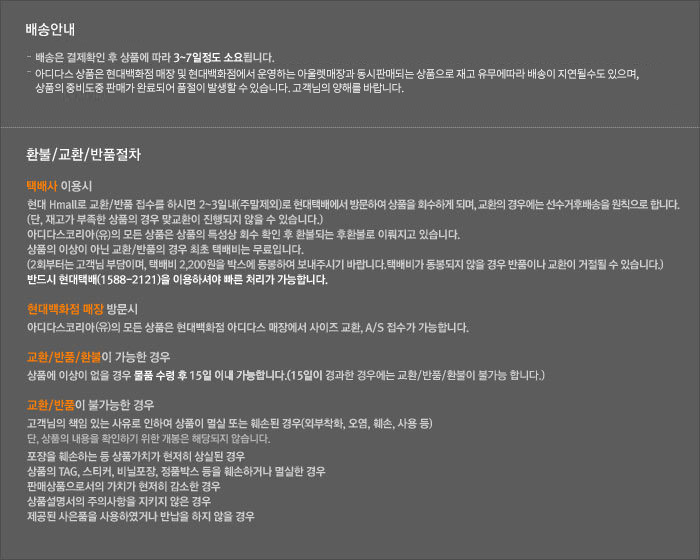 배송안내
- 배송은 결제확인 후 상품에 따라 3~7일정도 소요됩니다.
- 아디다스 상품은 현대백화점 매장 및 현대백화점에서 운영하는 아울렛매장과 동시판매되는 상품으로 재고 유무에따라 배송이 지연될수도 있으며,
상품의 중비도중 판매가 완료되어 품절이 발생할 수 있습니다. 고객님의 양해를 바랍니다.
환불/교환/반품절차
택배사 이용시
현대 Hmall로 교환/반품 접수를 하시면 2~3일내(주말제외)로 현대택배에서 방문하여 상품을 회수하게 되며, 교환의 경우에는 선수거후배송을 원칙으로 합니다.
(단, 재고가 부족한 상품의 경우 맞교환이 진행되지 않을 수 있습니다.)
아디다스코리아(유)의 모든 상품은 상품의 특성상 회수 확인 후 환불되는 후환불로 이뤄지고 있습니다.
상품의 이상이 아닌 교환/반품의 경우 최초 택배비는 무료입니다.
(2회부터는 고객님 부담이며, 택배비 2,200원을 박스에 동봉하여 보내주시기 바랍니다.택배비가 동봉되지 않을 경우 반품이나 교환이 거절될 수 있습니다.)
반드시 현대택배(1588-2121)을 이용하셔야 빠른 처리가 가능합니다.
현대백화점 매장 방문시
아디다스코리아(유)의 모든 상품은 현대백화점 아디다스 매장에서 사이즈 교환, A/S 접수가 가능합니다.
교환/반품/환불이 가능한 경우
상품에 이상이 없을 경우 물품 수령 후 15일 이내 가능합니다.(15일이 경과한 경우에는 교환/반품/환불이 불가능 합니다.)
교환/반품이 불가능한 경우
고객님의 책임 있는 사유로 인하여 상품이 멸실 또는 훼손된 경우(외부착화, 오염, 훼손, 사용 등)
단, 상품의 내용을 확인하기 위한 개봉은 해당되지 않습니다.
포장을 훼손하는 등 상품가치가 현저히 상실된 경우
상품의 TAG, 스티커, 비닐포장, 정품박스 등을 훼손하거나 멸실한 경우
판매상품으로서의 가치가 현저히 감소한 경우
상품설명서의 주의사항을 지키지 않은 경우
제공된 사은품을 사용하였거나 반납을 하지 않을 경우